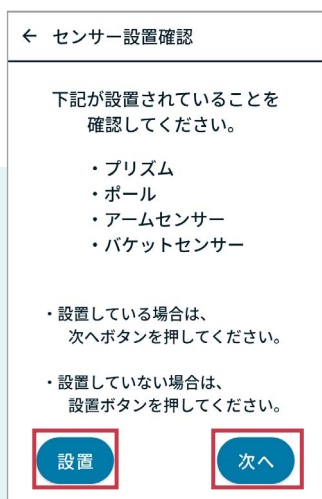 ← センサー設置確認
下記が設置されていることを
確認してください。
・プリズム
・ポール
・アームセンサー
・バケットセンサー
・設置している場合は、
次へボタンを押してください。
・設置していない場合は、
設置ボタンを押してください。
設置
次へ